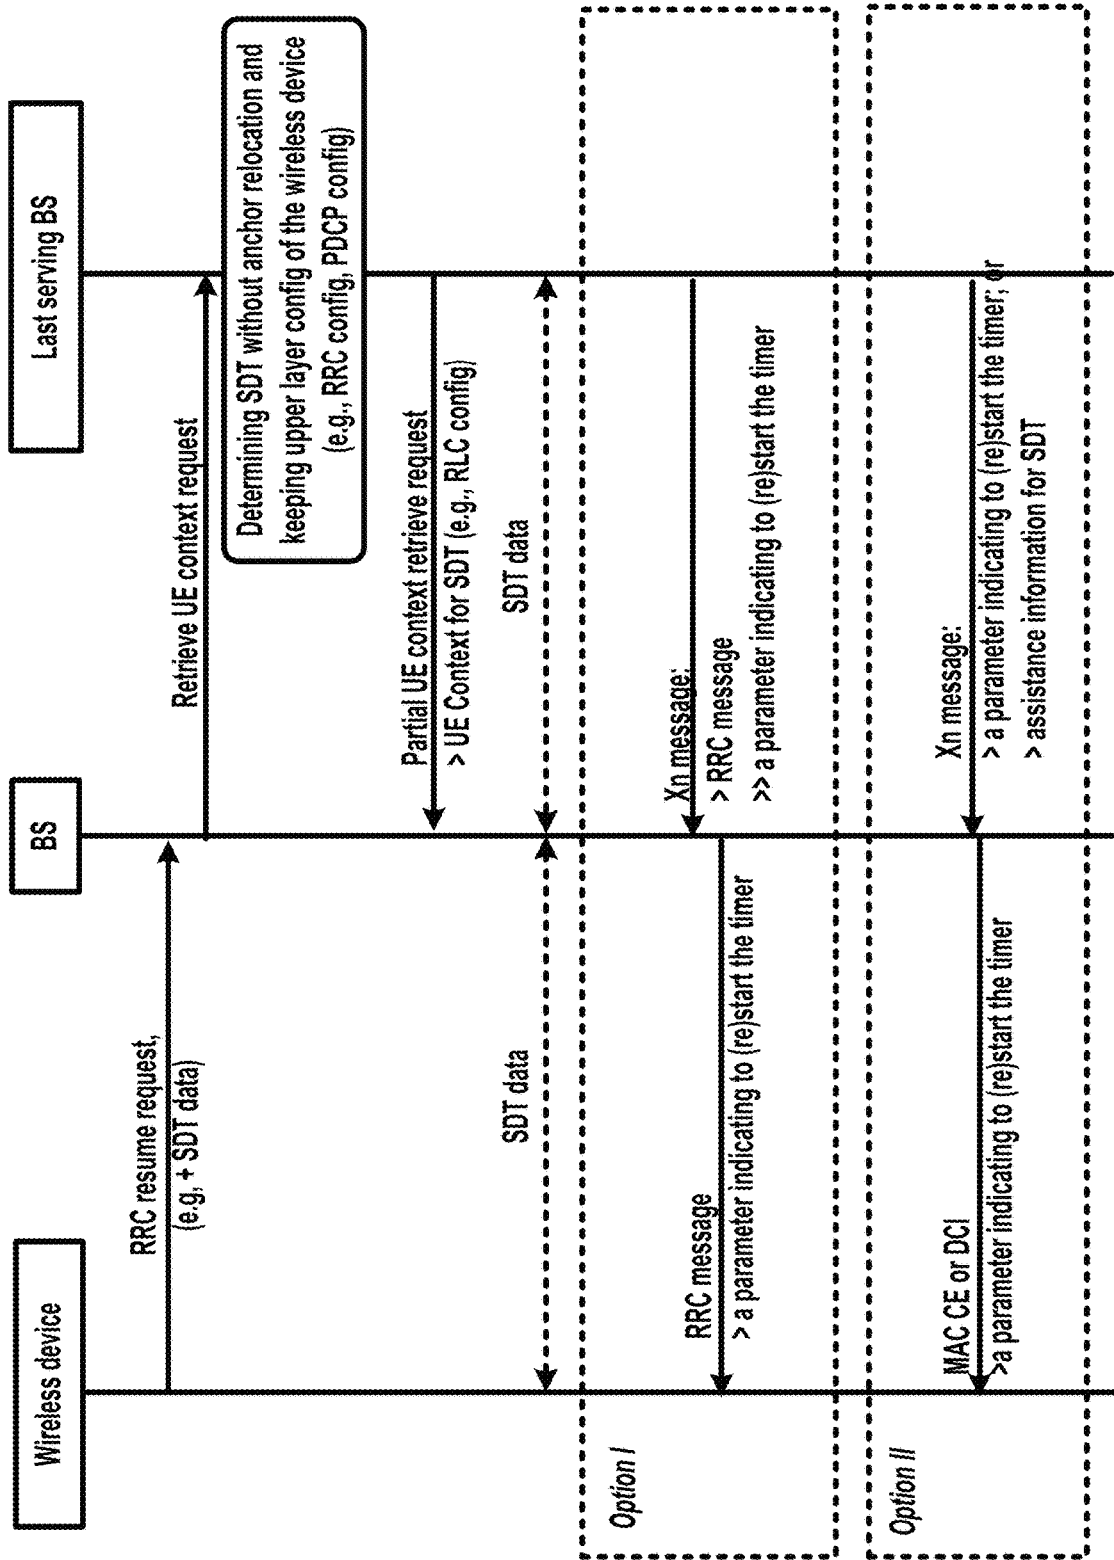 Wireless device
BS
Last serving BS
RRC resume request,
(e.g, + SDT data)
Retrieve UE context request
Determining SDT without anchor relocation and
keeping upper layer config of the wireless device
(e.g., RRC config, PDCP config)
Partial UE context retrieve request
> UE Context for SDT (e.g., RLC config)
SDT data
SDT data
Option I
Xn message:
> RRC message
>> a parameter indicating to (re)start the timer
RRC message
> a parameter indicating to (re)start the timer
Option II
Xn message:
> a parameter indicating to (re)start the timer; or
> assistance information for SDT
MAC CE or DCI
>a parameter indicating to (re)start the timer